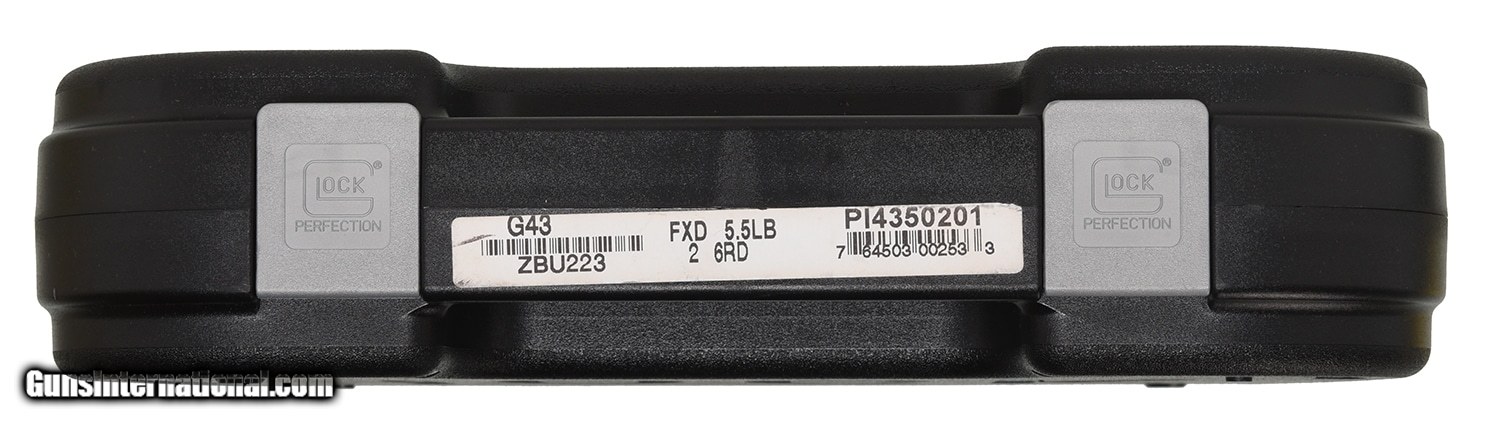 GLOCK®
PERFECTION
GLOCK®
PERFECTION
G43 FXD 5.5LB PI4350201
ZBU223 2 6RD 7 64503 00253 3
GunsInternational.com